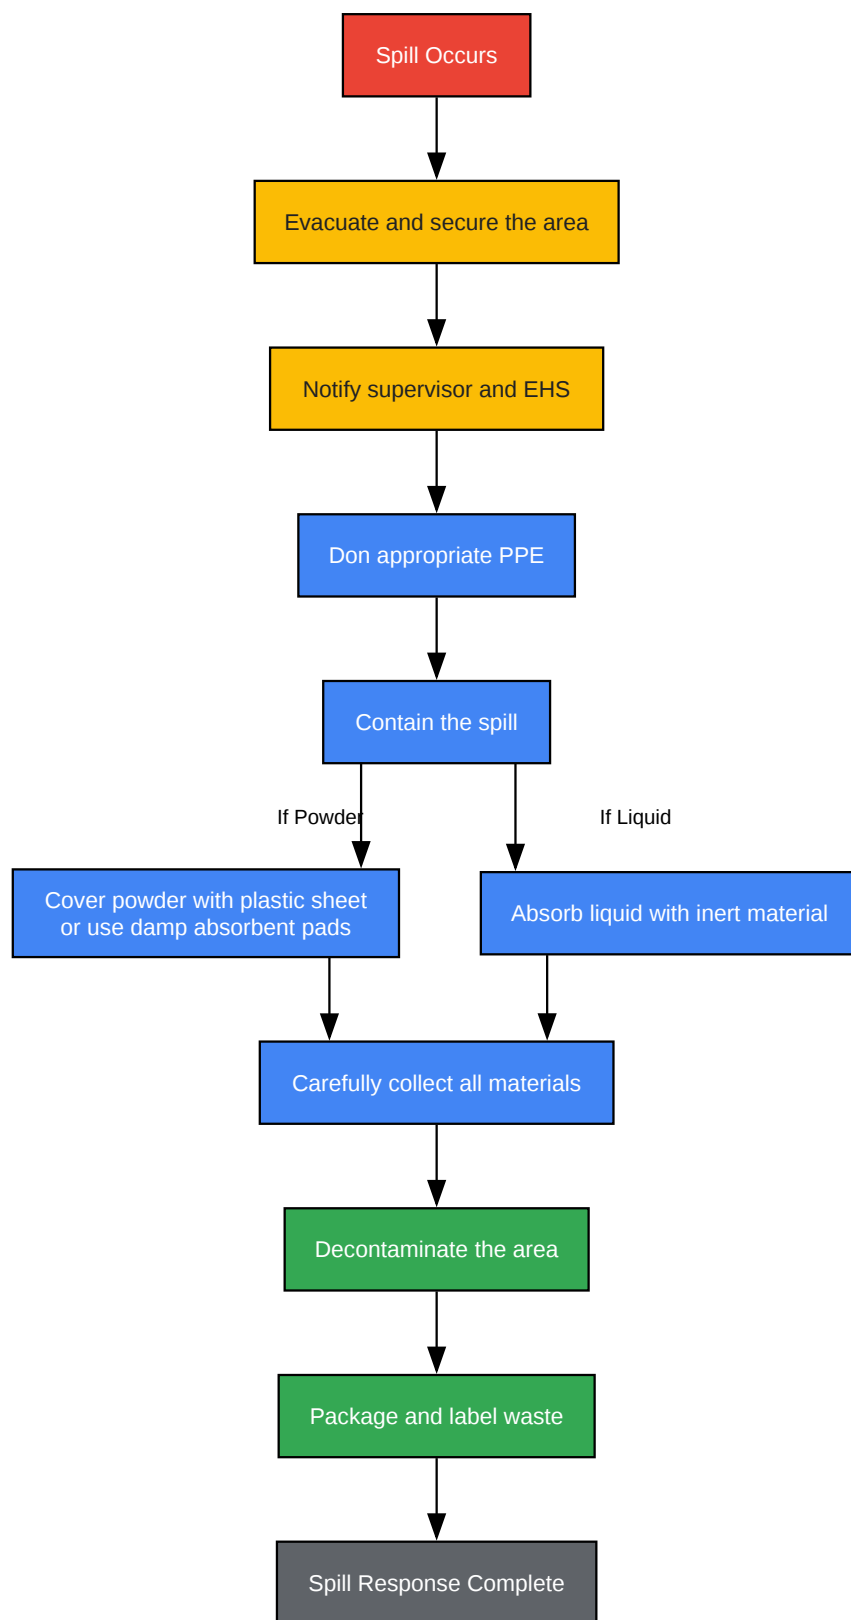 Spill Occurs
Evacuate and secure the area
Notify supervisor and EHS
Don appropriate PPE
Contain the spill
If Powder
If Liquid
Cover powder with plastic sheet
or use damp absorbent pads
Absorb liquid with inert material
Carefully collect all materials
Decontaminate the area
Package and label waste
Spill Response Complete